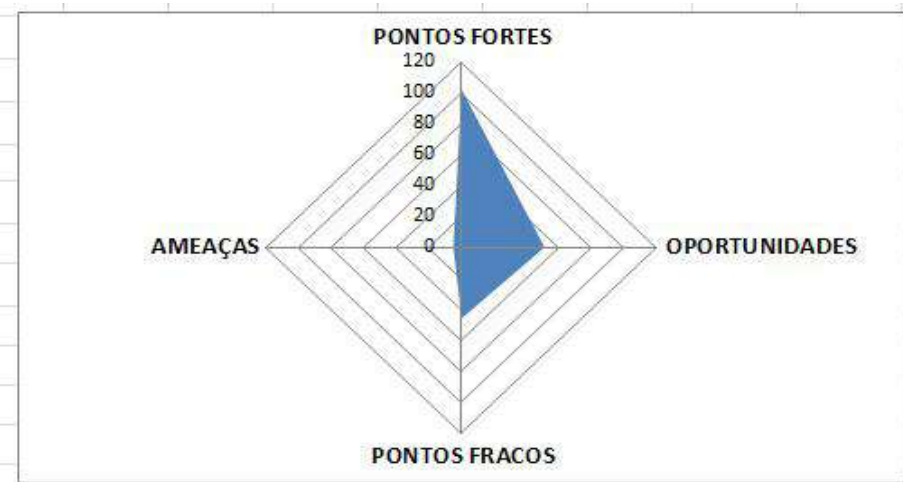 PONTOS FORTES
120
100
80
60
40
20
0
AMEAÇAS
OPORTUNIDADES
PONTOS FRACOS